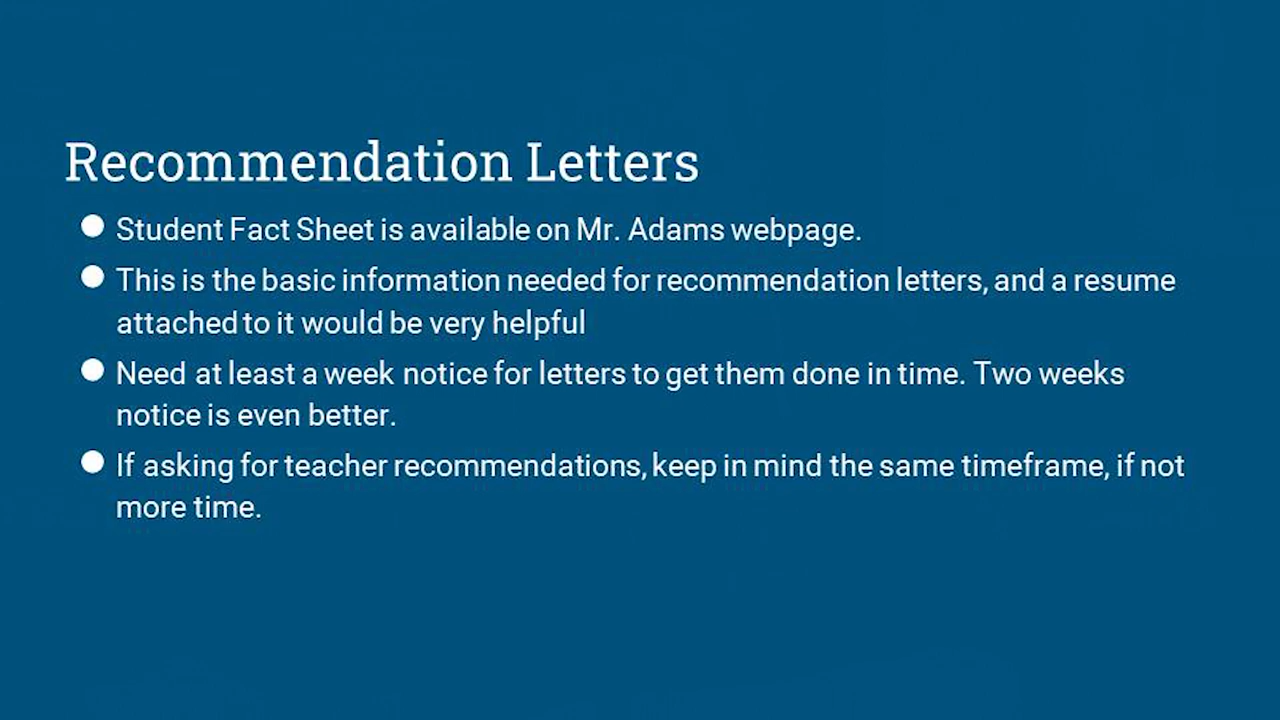 Recommendation Letters
Student Fact Sheet is available on Mr. Adams webpage.
This is the basic information needed for recommendation letters, and a resume
attached to it would be very helpful
Need at least a week notice for letters to get them done in time. Two weeks
notice is even better.
If asking for teacher recommendations, keep in mind the same timeframe, if not
more time.